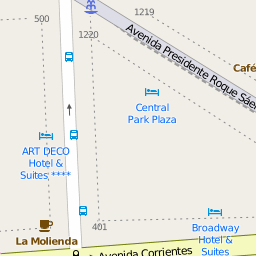 1219
500
Avenida Presidente Roque Sáe
1220
Café
Central
Park Plaza
ART DECO
Hotel &
Suites ****
401
La Molienda
Broadway
Hotel &
Suites
Avenida Corrientes